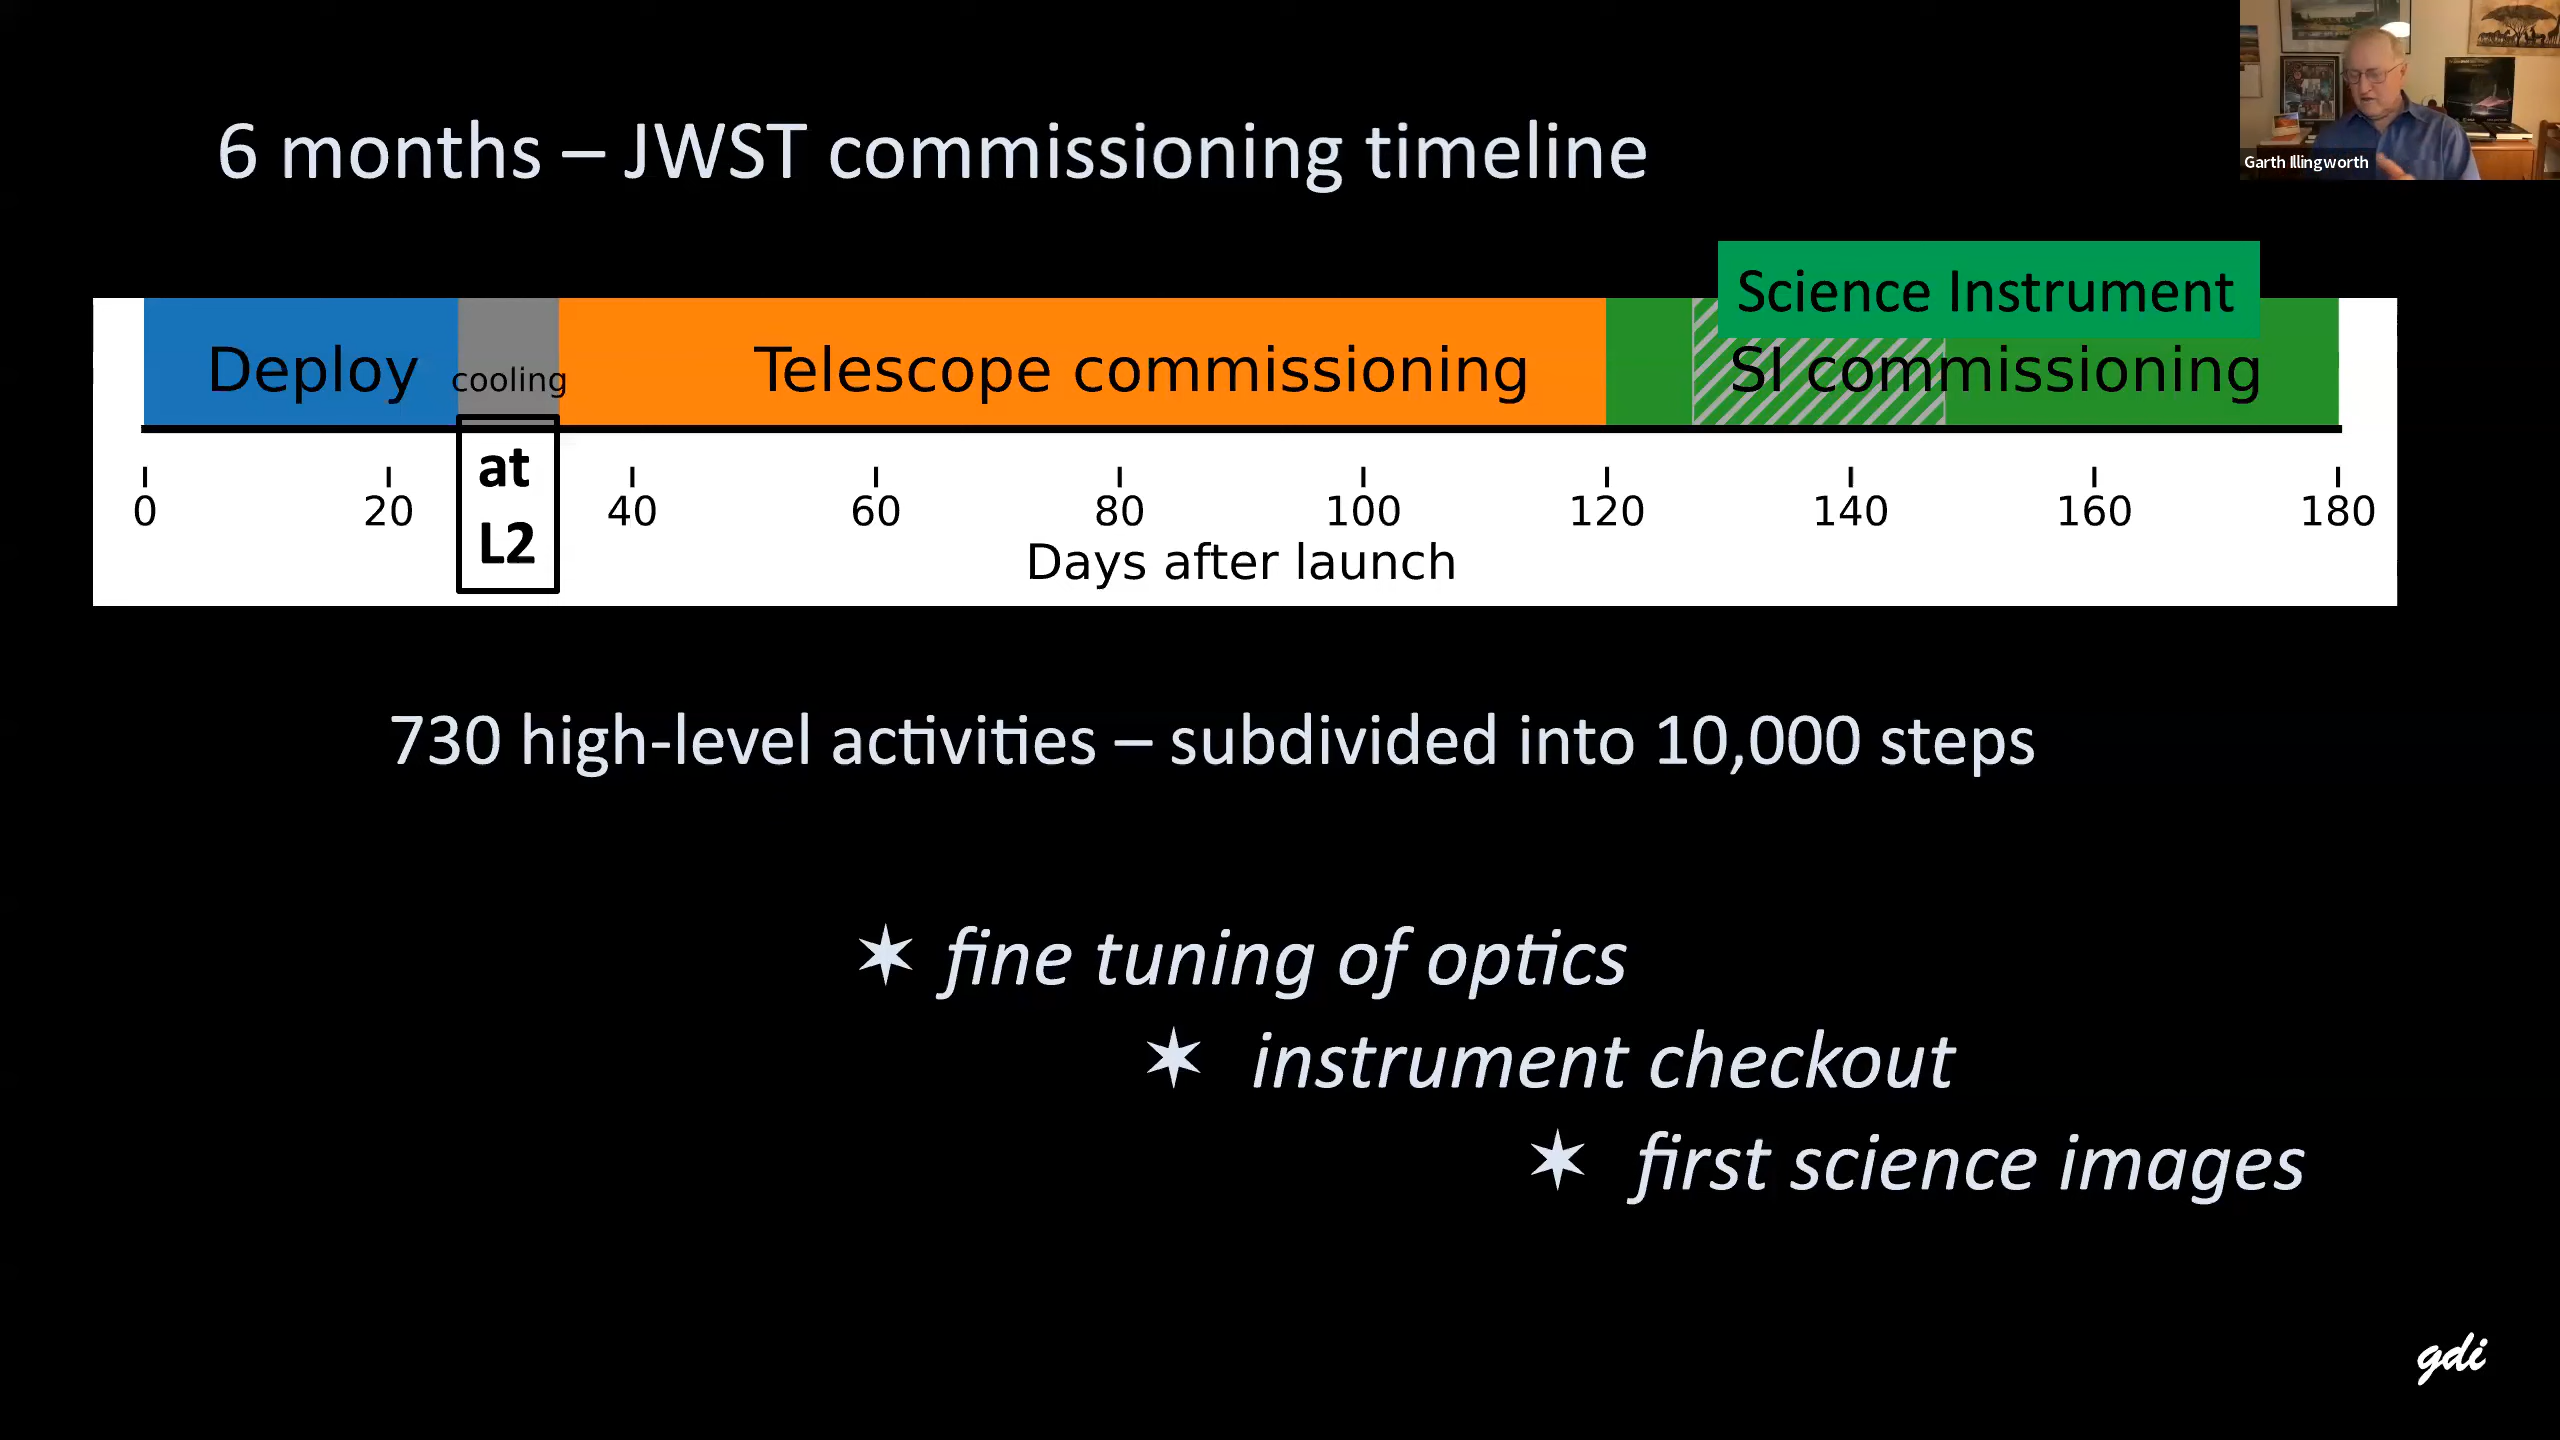 6 months – JWST commissioning timeline
Garth Illingworth
Science Instrument
Deploy cooling Telescope commissioning SI commissioning
at
L2
0 20 40 60 80 100 120 140 160 180
Days after launch
730 high-level activities – subdivided into 10,000 steps
✶ fine tuning of optics
✶ instrument checkout
✶ first science images
gdi